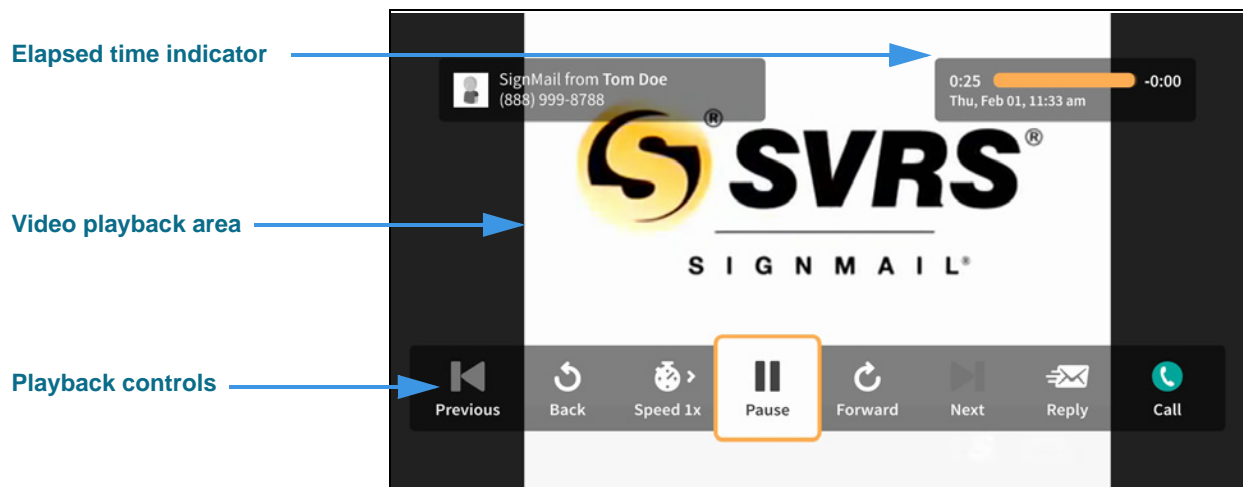 Elapsed time indicator
SignMail from Tom Doe
(888) 999-8788
0:25 -0:00
Thu, Feb 01, 11:33 am
S® SVRS®
SIGNMAIL®
Video playback area
Playback controls
Previous Back Speed 1x Pause Forward Next Reply Call